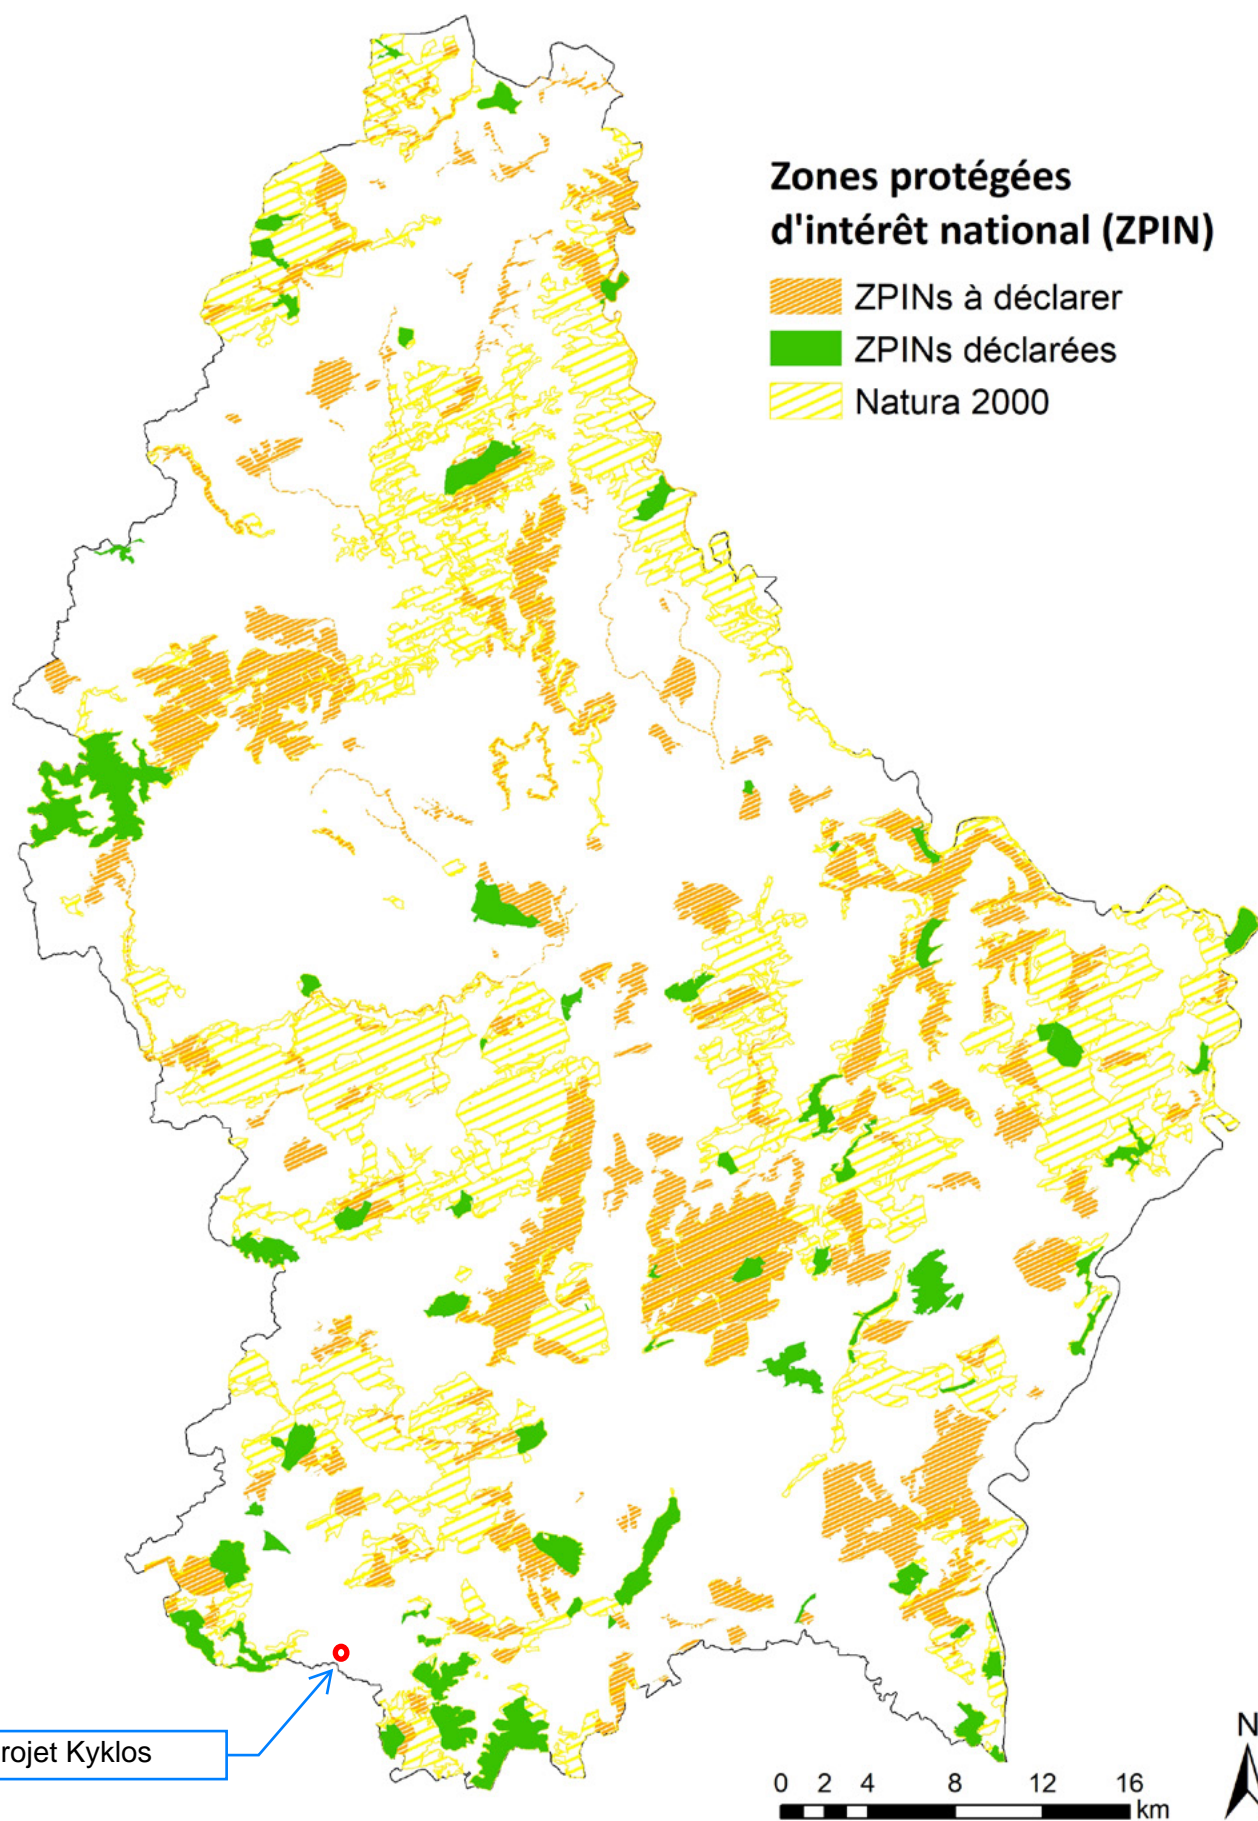 Zones protégées
d'intérêt national (ZPIN)
ZPINs à déclarer
ZPINs déclarées
Natura 2000
rojet Kyklos
N
0 2 4 8 12 16
km